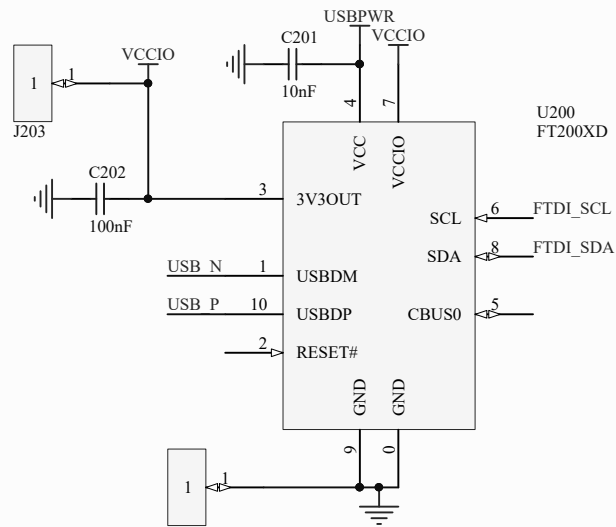 USBPWR
VCCIO
C201
VCCIO
10nF
1
1
J203
4
7
U200
FT200XD
VCC
VCCIO
C202
100nF
3
3V3OUT
SCL
6
FTDI_SCL
SDA
8
FTDI_SDA
USB_N
1
USBDM
USB_P
10
USBDP
CBUS0
5
2
RESET#
GND
GND
9
0
1
1